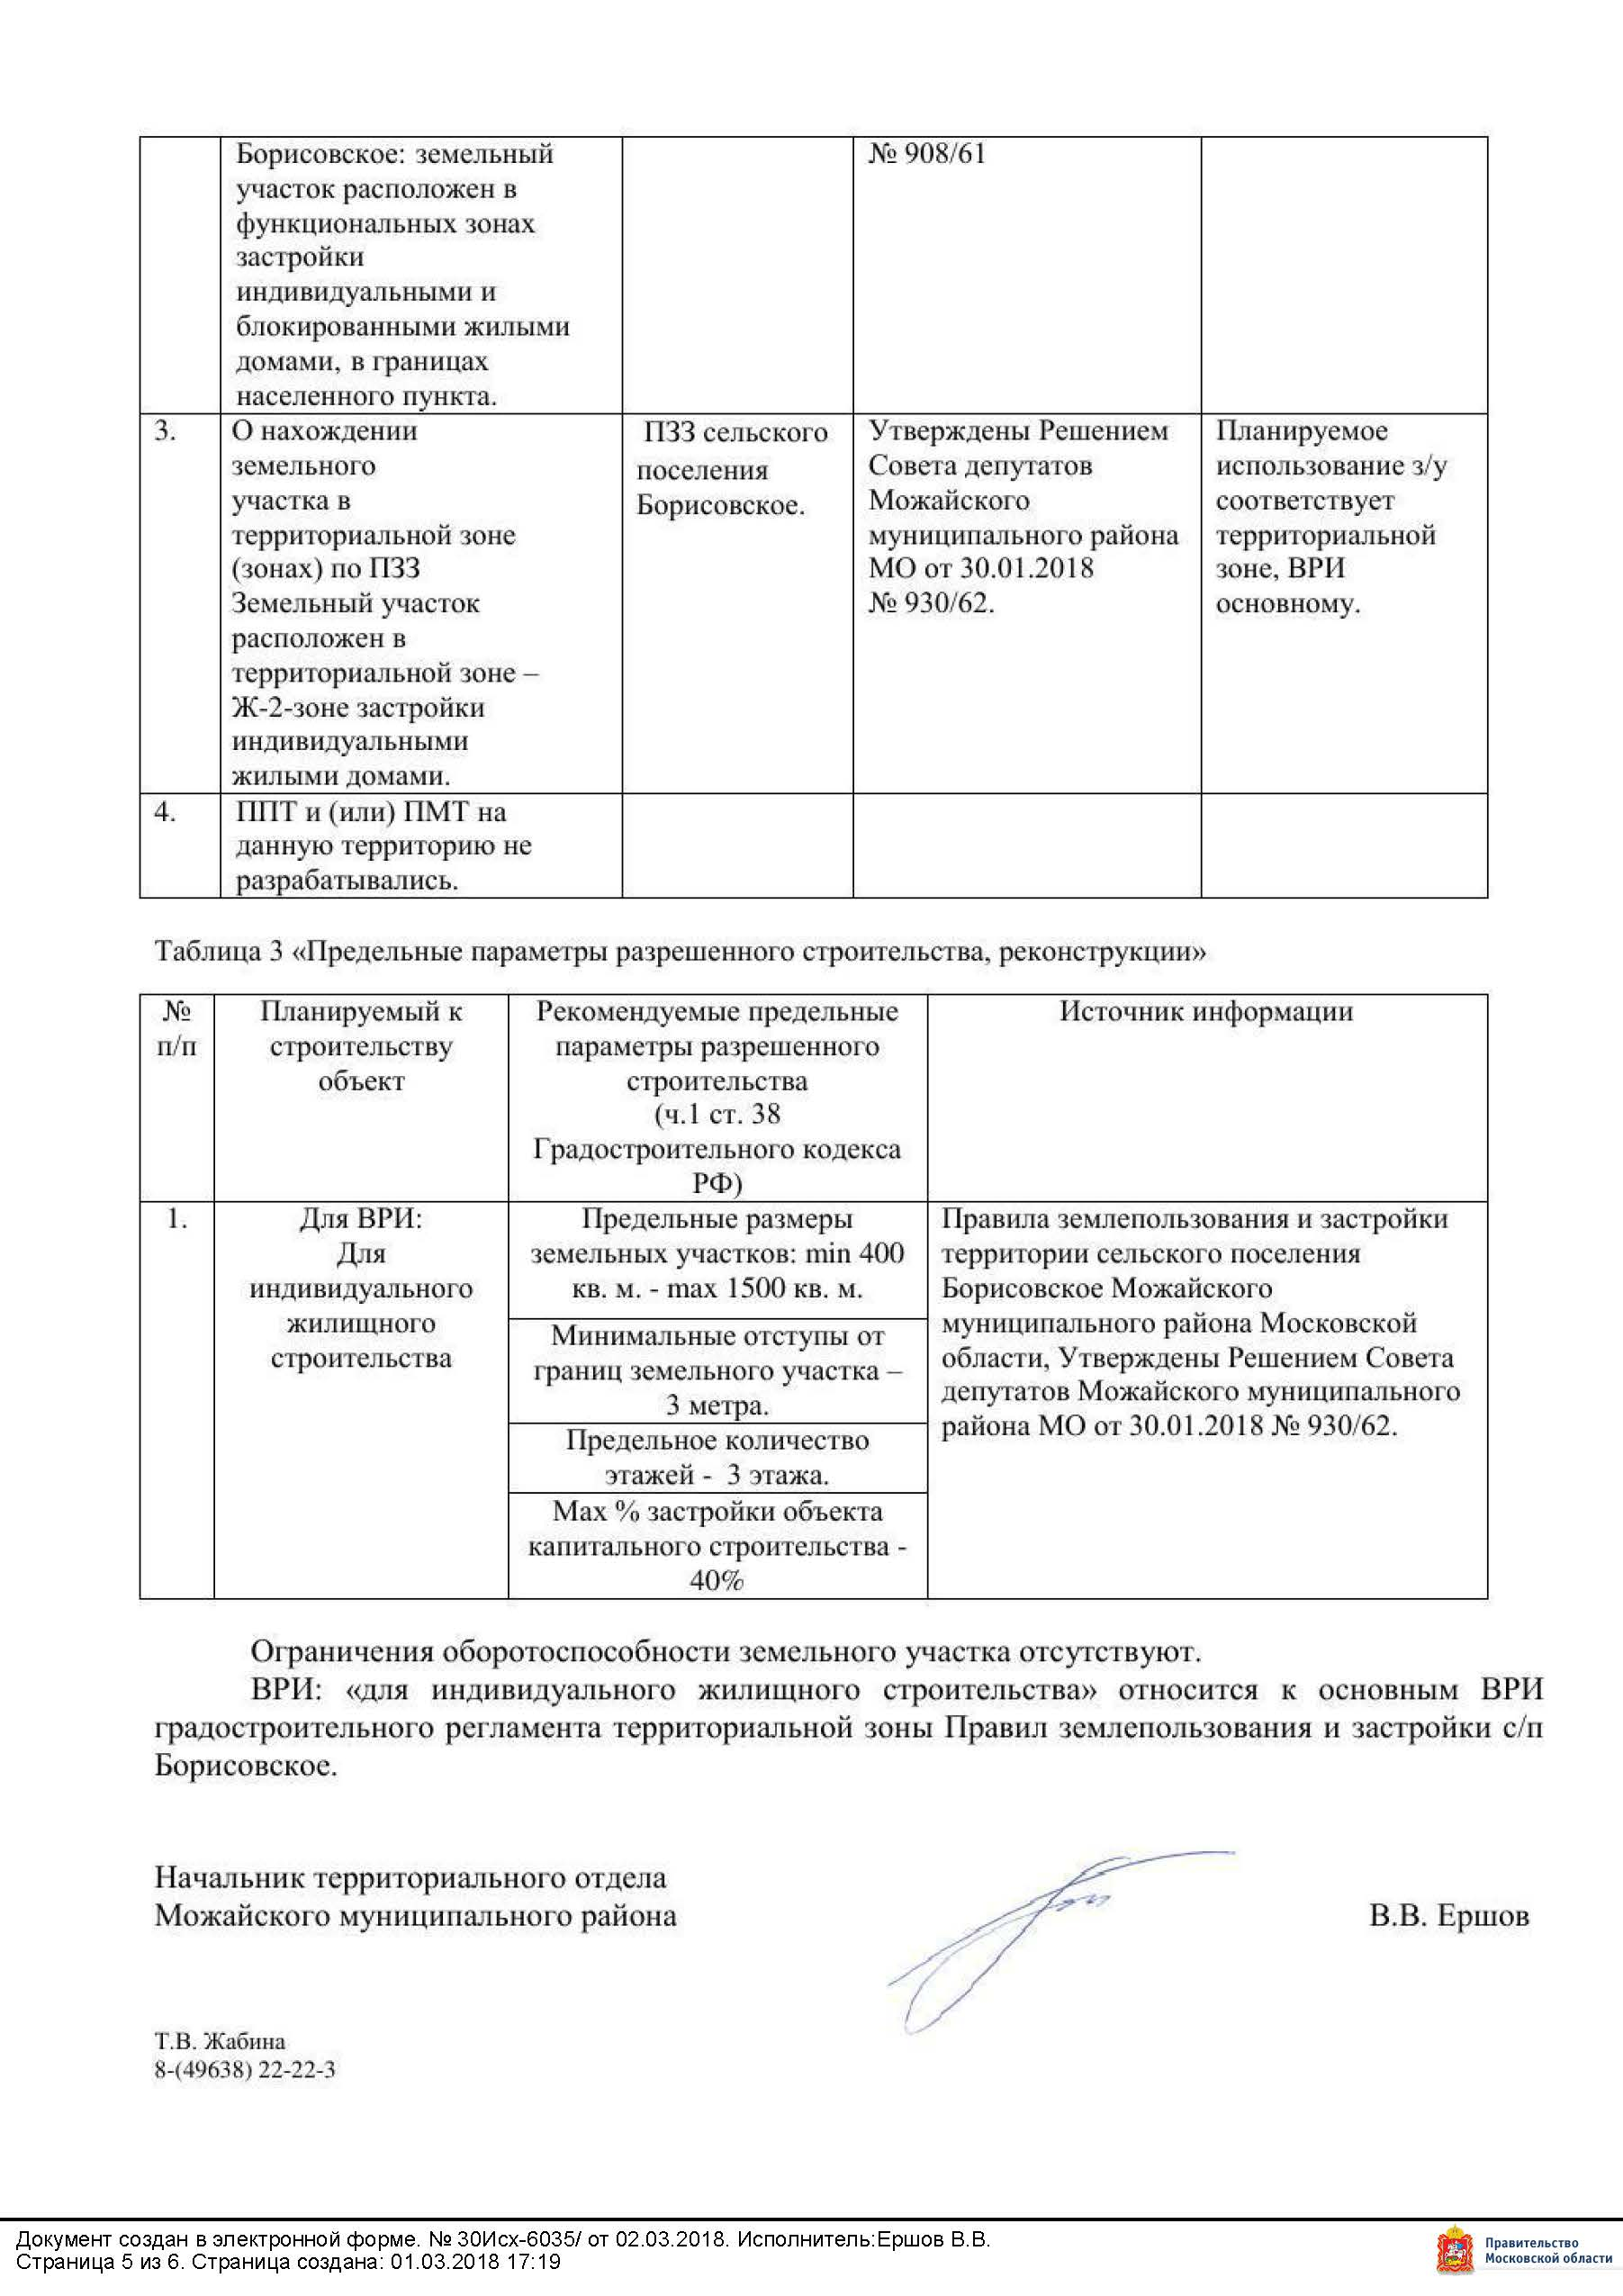 Борисовское: земельный
участок расположен в
функциональных зонах
застройки
индивидуальными и
блокированными жилыми
домами, в границах
населенного пункта.
№ 908/61
3.
О нахождении
земельного
участка в
территориальной зоне
(зонах) по ПЗЗ
Земельный участок
расположен в
территориальной зоне –
Ж-2-зоне застройки
индивидуальными
жилыми домами.
ПЗЗ сельского
поселения
Борисовское.
Утверждены Решением
Совета депутатов
Можайского
муниципального района
МО от 30.01.2018
№ 930/62.
Планируемое
использование з/у
соответствует
территориальной
зоне, ВРИ
основному.
4.
ППТ и (или) ПМТ на
данную территорию не
разрабатывались.
Таблица 3 «Предельные параметры разрешенного строительства, реконструкции»
№
п/п
Планируемый к
строительству
объект
Рекомендуемые предельные
параметры разрешенного
строительства
(ч.1 ст. 38
Градостроительного кодекса
РФ)
Источник информации
1.
Для ВРИ:
Для
индивидуального
жилищного
строительства
Предельные размеры
земельных участков: min 400
кв. м. - max 1500 кв. м.
Минимальные отступы от
границ земельного участка –
3 метра.
Предельное количество
этажей - 3 этажа.
Max % застройки объекта
капитального строительства -
40%
Правила землепользования и застройки
территории сельского поселения
Борисовское Можайского
муниципального района Московской
области, Утверждены Решением Совета
депутатов Можайского муниципального
района МО от 30.01.2018 № 930/62.
Ограничения оборотоспособности земельного участка отсутствуют.
ВРИ: «для индивидуального жилищного строительства» относится к основным ВРИ
градостроительного регламента территориальной зоны Правил землепользования и застройки с/п
Борисовское.
Начальник территориального отдела
Можайского муниципального района
В.В. Ершов
Т.В. Жабина
8-(49638) 22-22-3
Документ создан в электронной форме. № 30Исх-6035/ от 02.03.2018. Исполнитель:Ершов В.В.
Страница 5 из 6. Страница создана: 01.03.2018 17:19
Правительство
Московской области